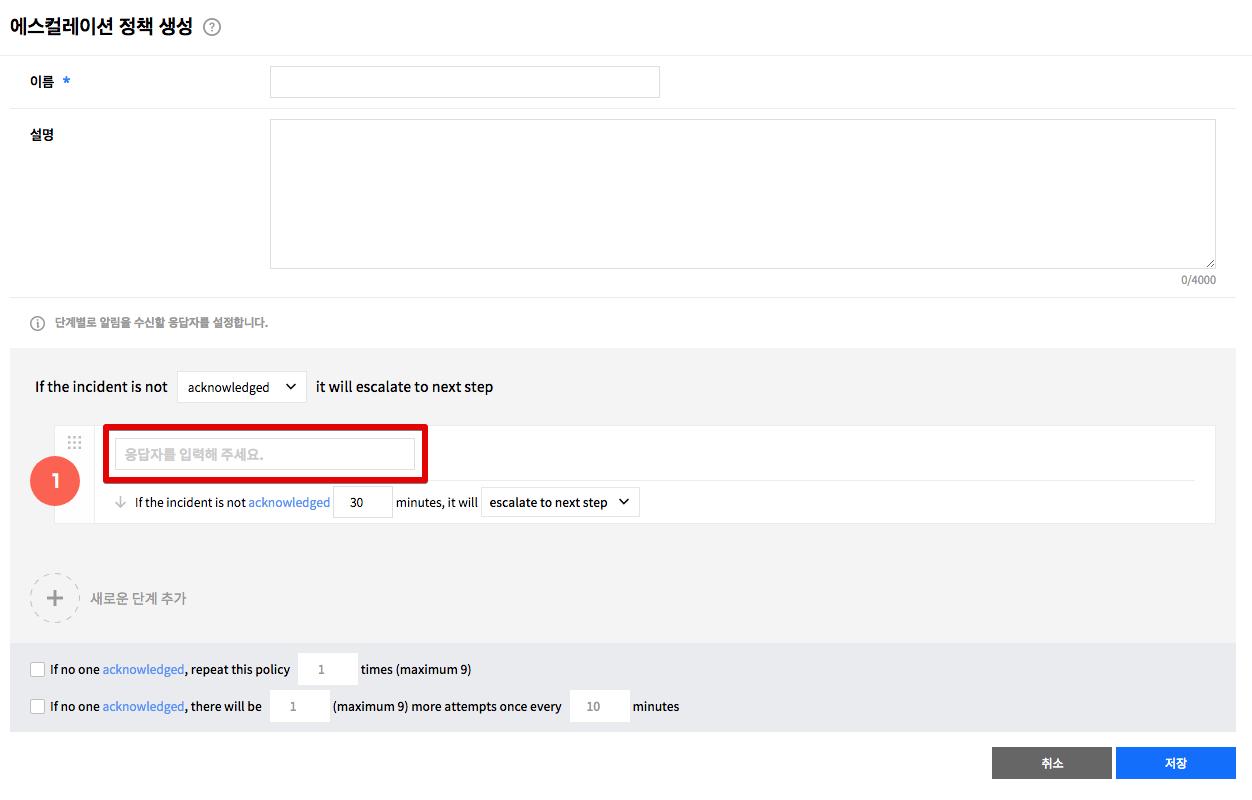 에스컬레이션 정책 생성 ?
이름 *
설명
0/4000
단계별로 알림을 수신할 응답자를 설정합니다.
If the incident is not acknowledged it will escalate to next step
응답자를 입력해 주세요.
1
If the incident is not acknowledged 30 minutes, it will escalate to next step
새로운 단계 추가
If no one acknowledged, repeat this policy 1 times (maximum 9)
If no one acknowledged, there will be 1 (maximum 9) more attempts once every 10 minutes
취소 저장